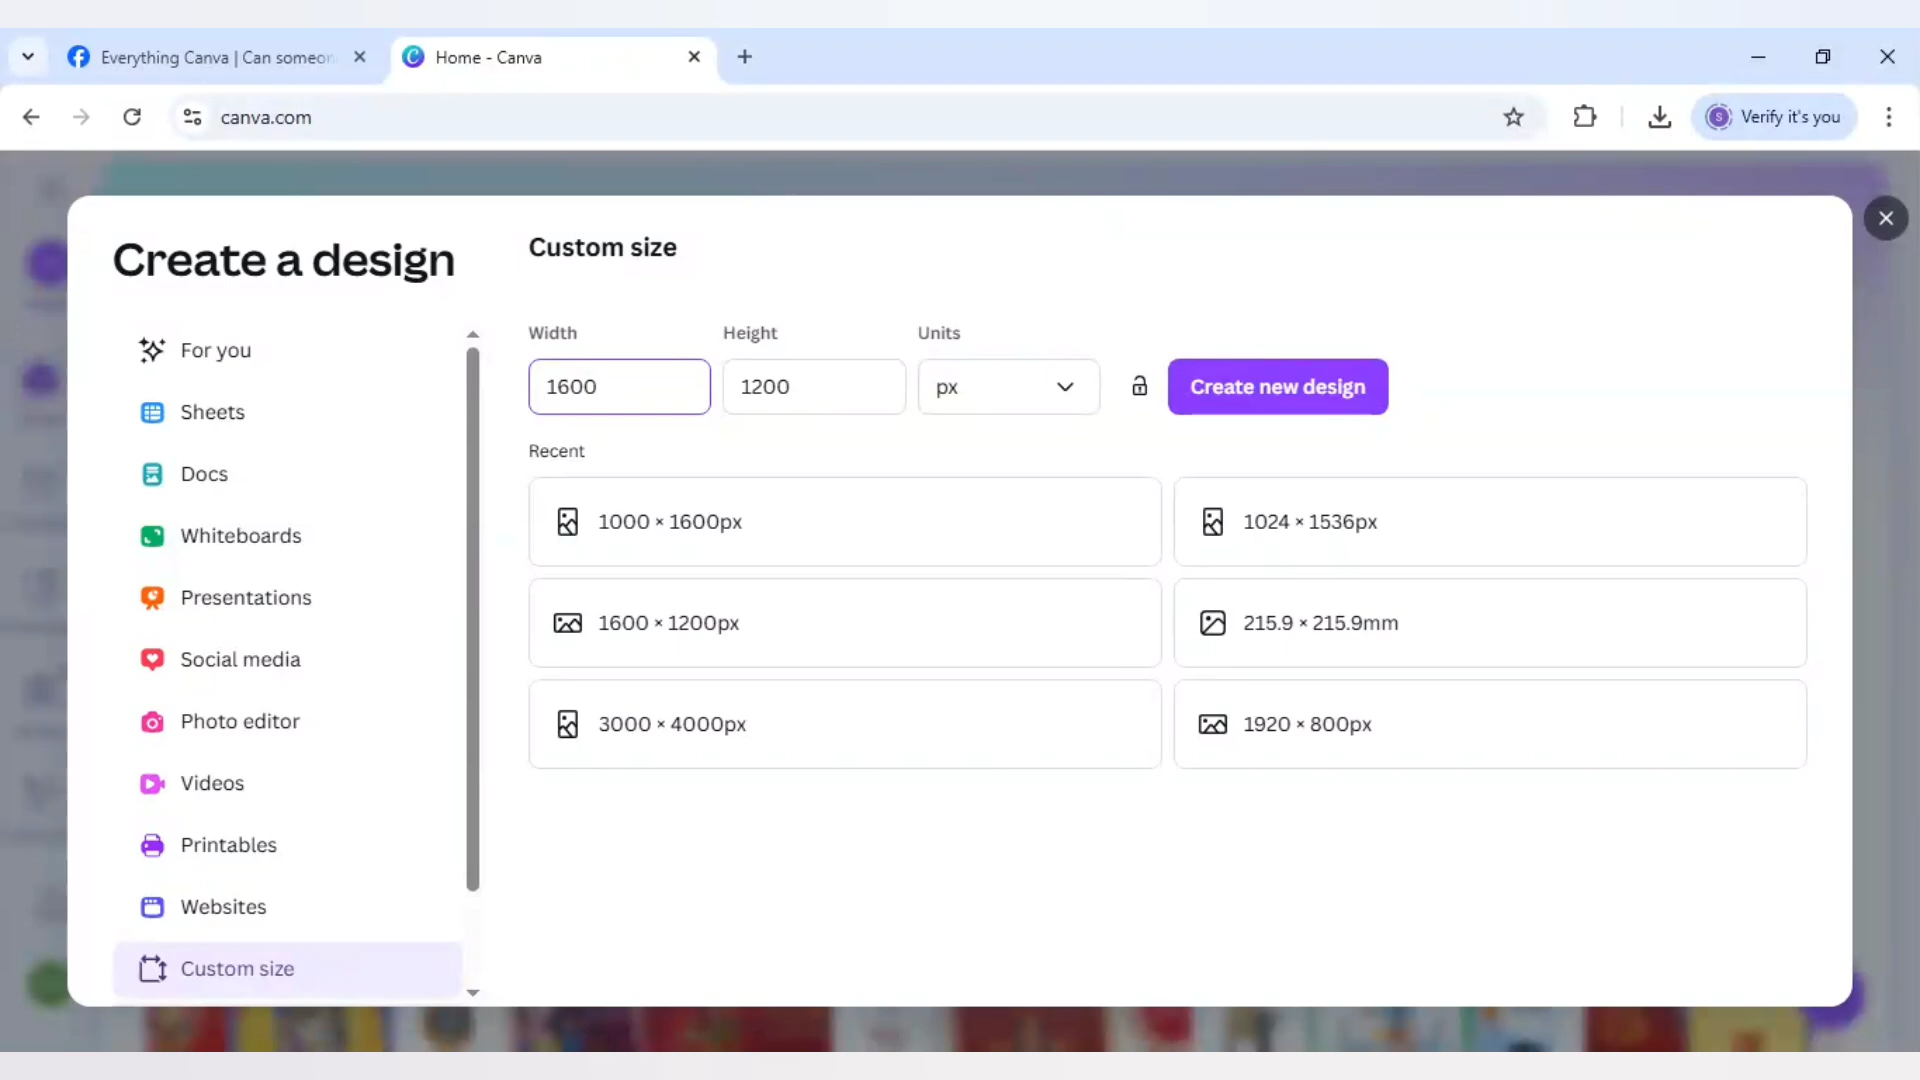 Everything Canva | Can someon
Home - Canva
canva.com
S
Verify it's you
Create a design
For you
Sheets
Docs
Whiteboards
Presentations
Social media
Photo editor
Videos
Printables
Websites
Custom size
Custom size
Width
Height
Units
1600
1200
px
Create new design
Recent
1000 × 1600px
1024 × 1536px
1600 × 1200px
215.9 × 215.9mm
3000 × 4000px
1920 × 800px